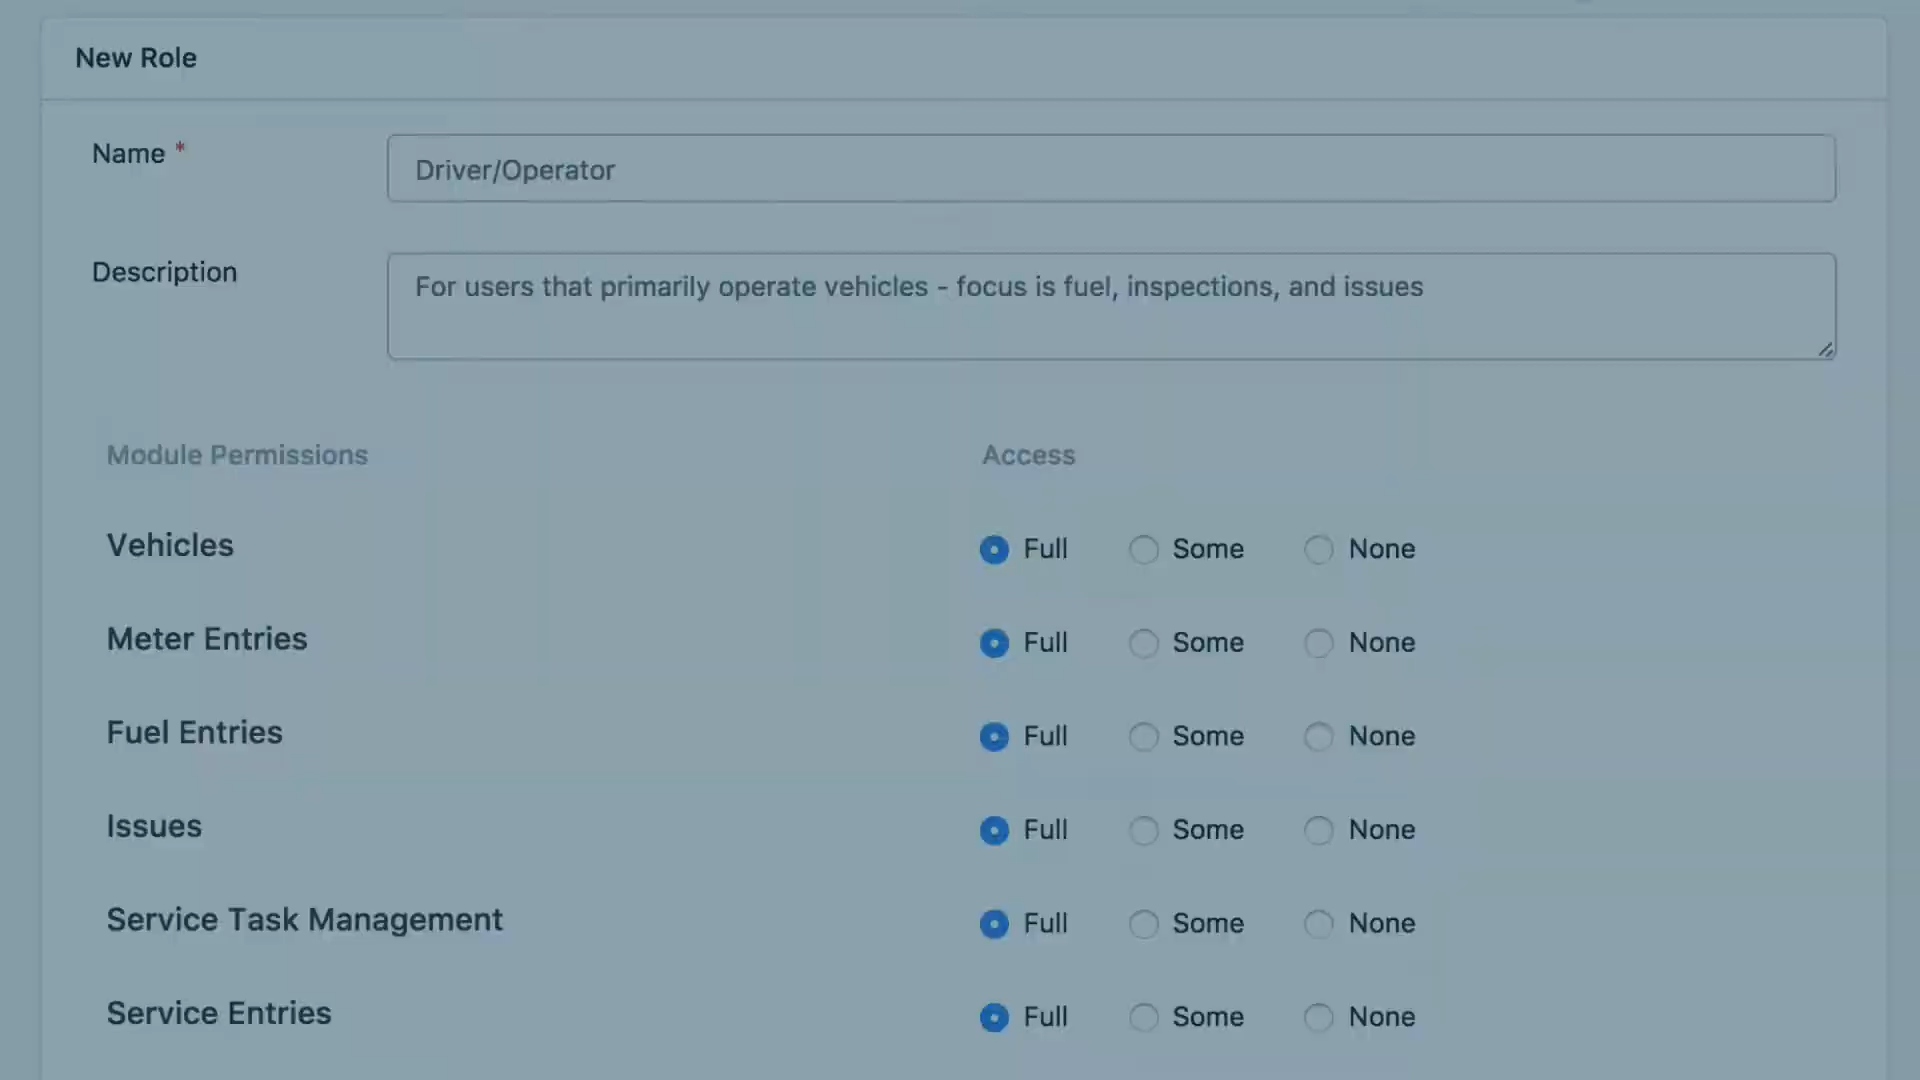 New Role
Name *
Driver/Operator
Description
For users that primarily operate vehicles - focus is fuel, inspections, and issues
Module Permissions Access
Vehicles Full Some None
Meter Entries Full Some None
Fuel Entries Full Some None
Issues Full Some None
Service Task Management Full Some None
Service Entries Full Some None